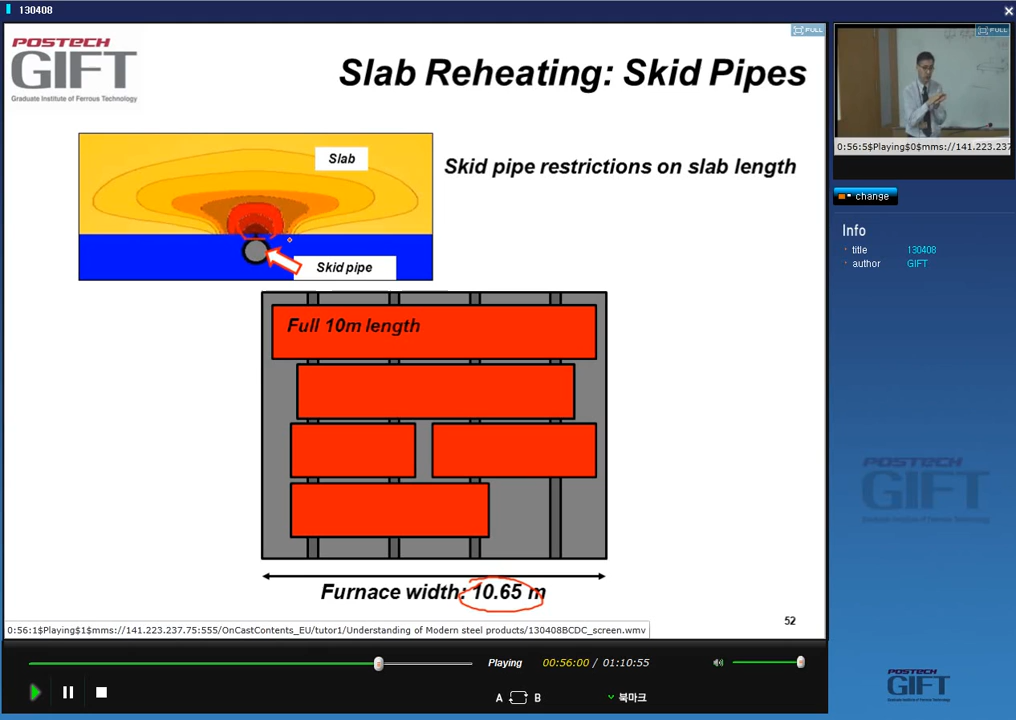 130408
POSTECH
GIFT
Graduate Institute of Ferrous Technology
Slab Reheating: Skid Pipes
FULL
Slab
Skid pipe restrictions on slab length
Skid pipe
Full 10m length
Furnace width: 10.65 m
52
0:56:1$Playing$1$mms://141.223.237.75:555/OnCastContents_EU/tutor1/Understanding of Modern steel products/130408BCDC_screen.wmv
FULL
0:56:5$Playing$0$mms://141.223.237
change
Info
title 130408
author GIFT
POSTECH
GIFT
Playing 00:56:00 / 01:10:55
A B 북마크
POSTECH
GIFT